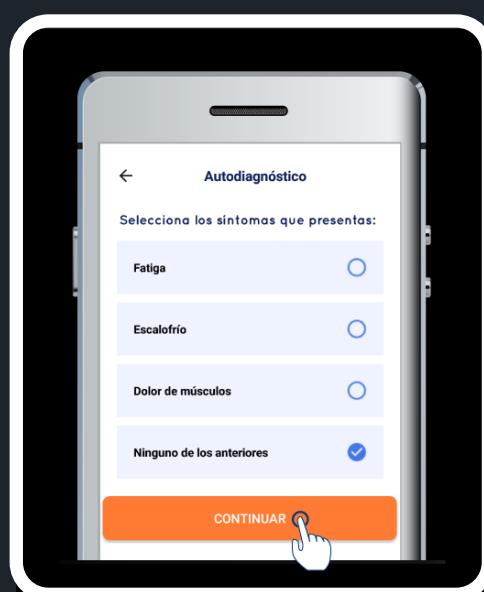 Autodiagnóstico
Selecciona los síntomas que presentas:
Fatiga
Escalofrío
Dolor de músculos
Ninguno de los anteriores
CONTINUAR